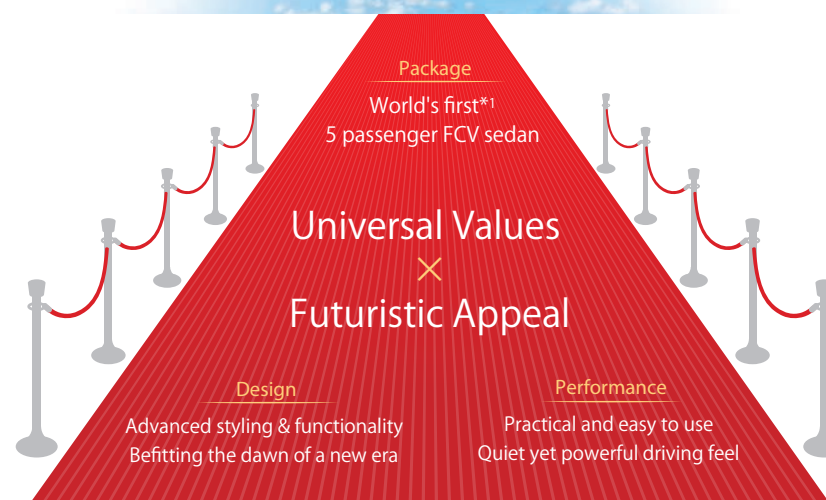 Package
World's first*1
5 passenger FCV sedan
Universal Values
×
Futuristic Appeal
Design
Advanced styling & functionality
Befitting the dawn of a new era
Performance
Practical and easy to use
Quiet yet powerful driving feel